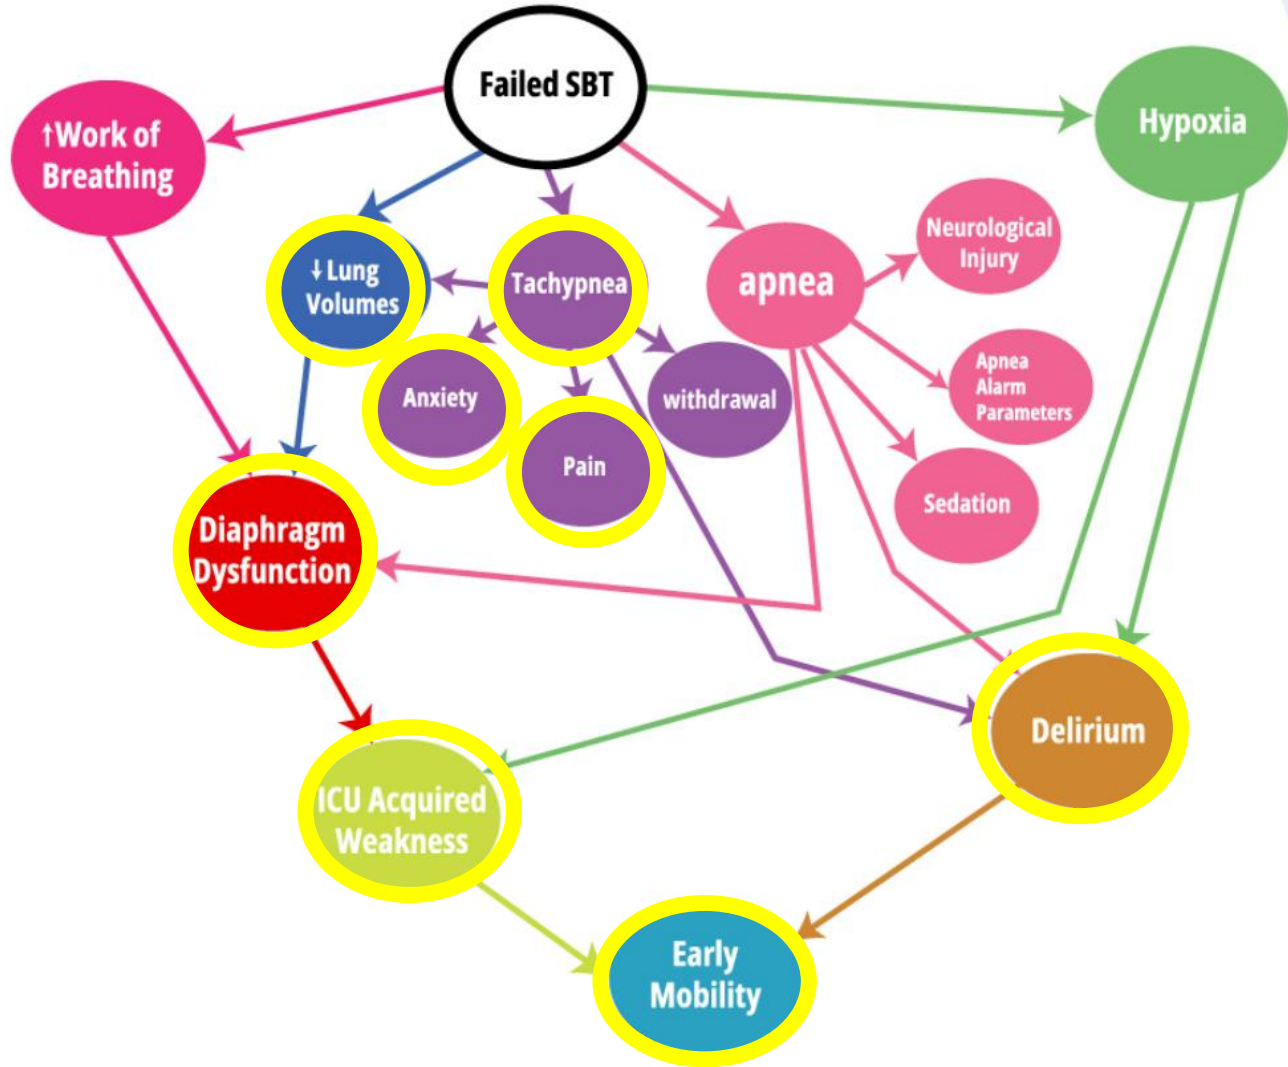 Failed SBT
↑Work of
Breathing
Hypoxia
↓Lung
Volumes
Tachypnea
apnea
Neurological
Injury
Anxiety
withdrawal
Apnea
Alarm
Parameters
Pain
Sedation
Diaphragm
Dysfunction
Delirium
ICU Acquired
Weakness
Early
Mobility